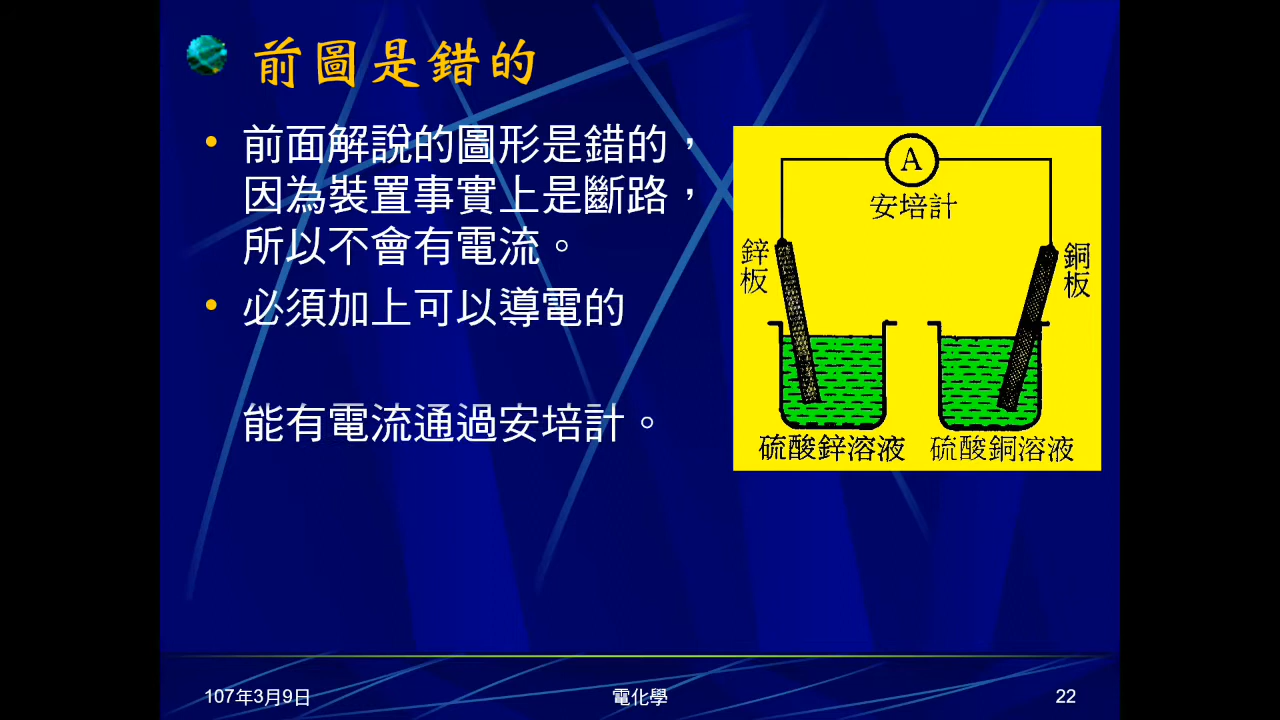 前圖是錯的
• 前面解說的圖形是錯的，
因為裝置事實上是斷路，
所以不會有電流。
• 必須加上可以導電的
能有電流通過安培計。
A
安培計
鋅板
銅板
硫酸鋅溶液
硫酸銅溶液
107年3月9日
電化學
22